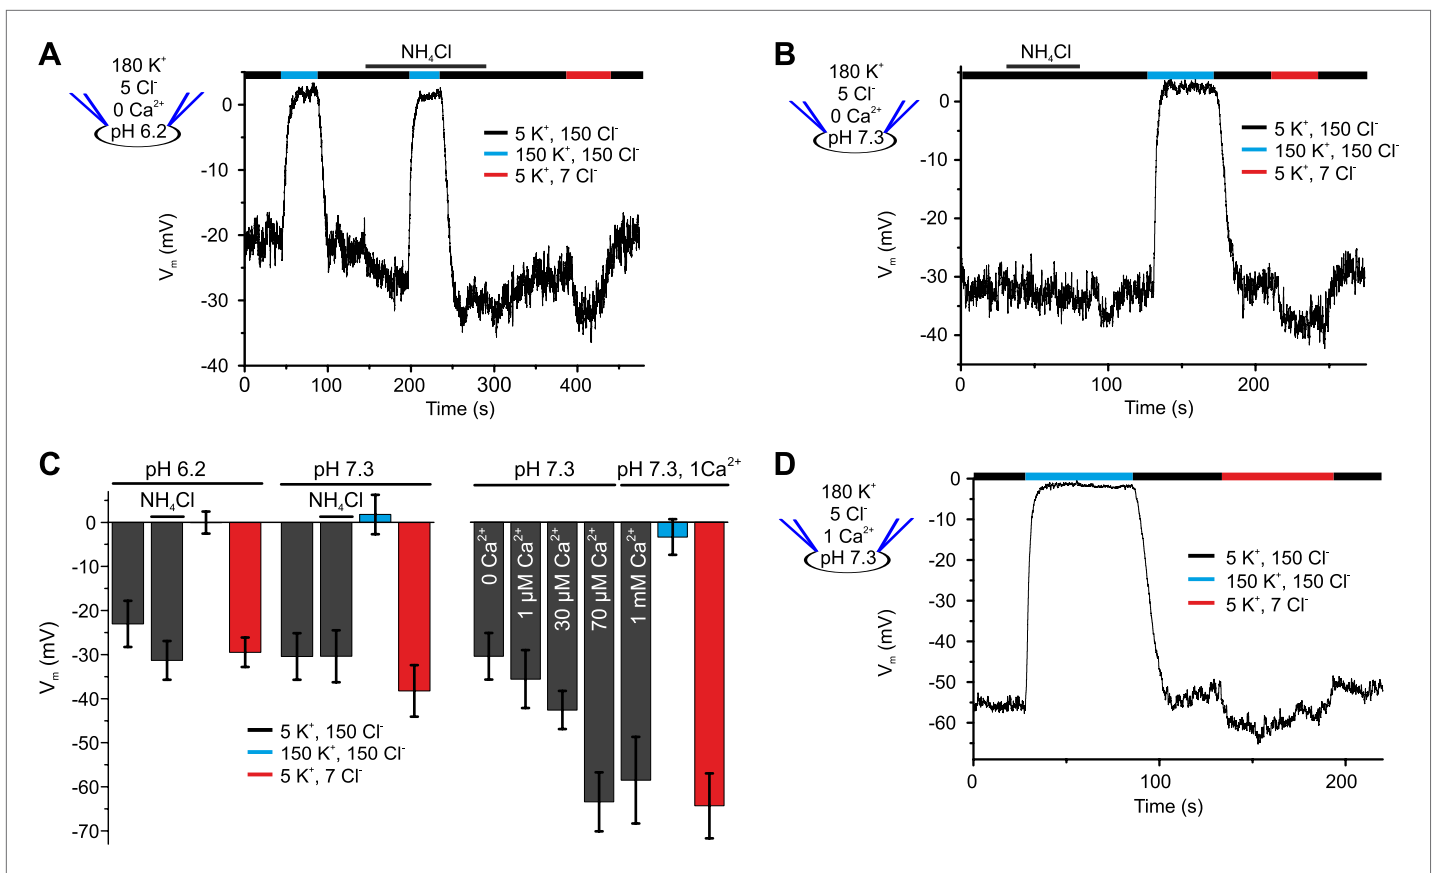 A
NH₄Cl
180 K⁺
5 Cl⁻
0 Ca²⁺
pH 6.2
5 K⁺, 150 Cl⁻
150 K⁺, 150 Cl⁻
5 K⁺, 7 Cl⁻
0
-10
-20
-30
-40
Vₘ (mV)
0
100
200
300
400
Time (s)
B
NH₄Cl
180 K⁺
5 Cl⁻
0 Ca²⁺
pH 7.3
5 K⁺, 150 Cl⁻
150 K⁺, 150 Cl⁻
5 K⁺, 7 Cl⁻
0
-10
-20
-30
-40
Vₘ (mV)
0
100
200
Time (s)
C
pH 6.2
pH 7.3
pH 7.3
pH 7.3, 1Ca²⁺
NH₄Cl
NH₄Cl
0
-10
-20
-30
-40
-50
-60
-70
Vₘ (mV)
0 Ca²⁺
1 µM Ca²⁺
30 µM Ca²⁺
70 µM Ca²⁺
1 mM Ca²⁺
5 K⁺, 150 Cl⁻
150 K⁺, 150 Cl⁻
5 K⁺, 7 Cl⁻
D
180 K⁺
5 Cl⁻
1 Ca²⁺
pH 7.3
5 K⁺, 150 Cl⁻
150 K⁺, 150 Cl⁻
5 K⁺, 7 Cl⁻
0
-10
-20
-30
-40
-50
-60
Vₘ (mV)
0
100
200
Time (s)